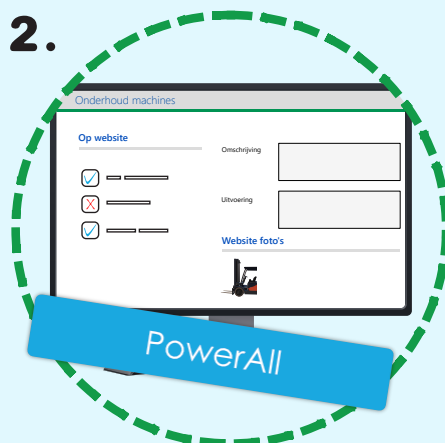 2.
Onderhoud machines
Op website
Omschrijving
X
Uitvoering
Website foto's
PowerAll